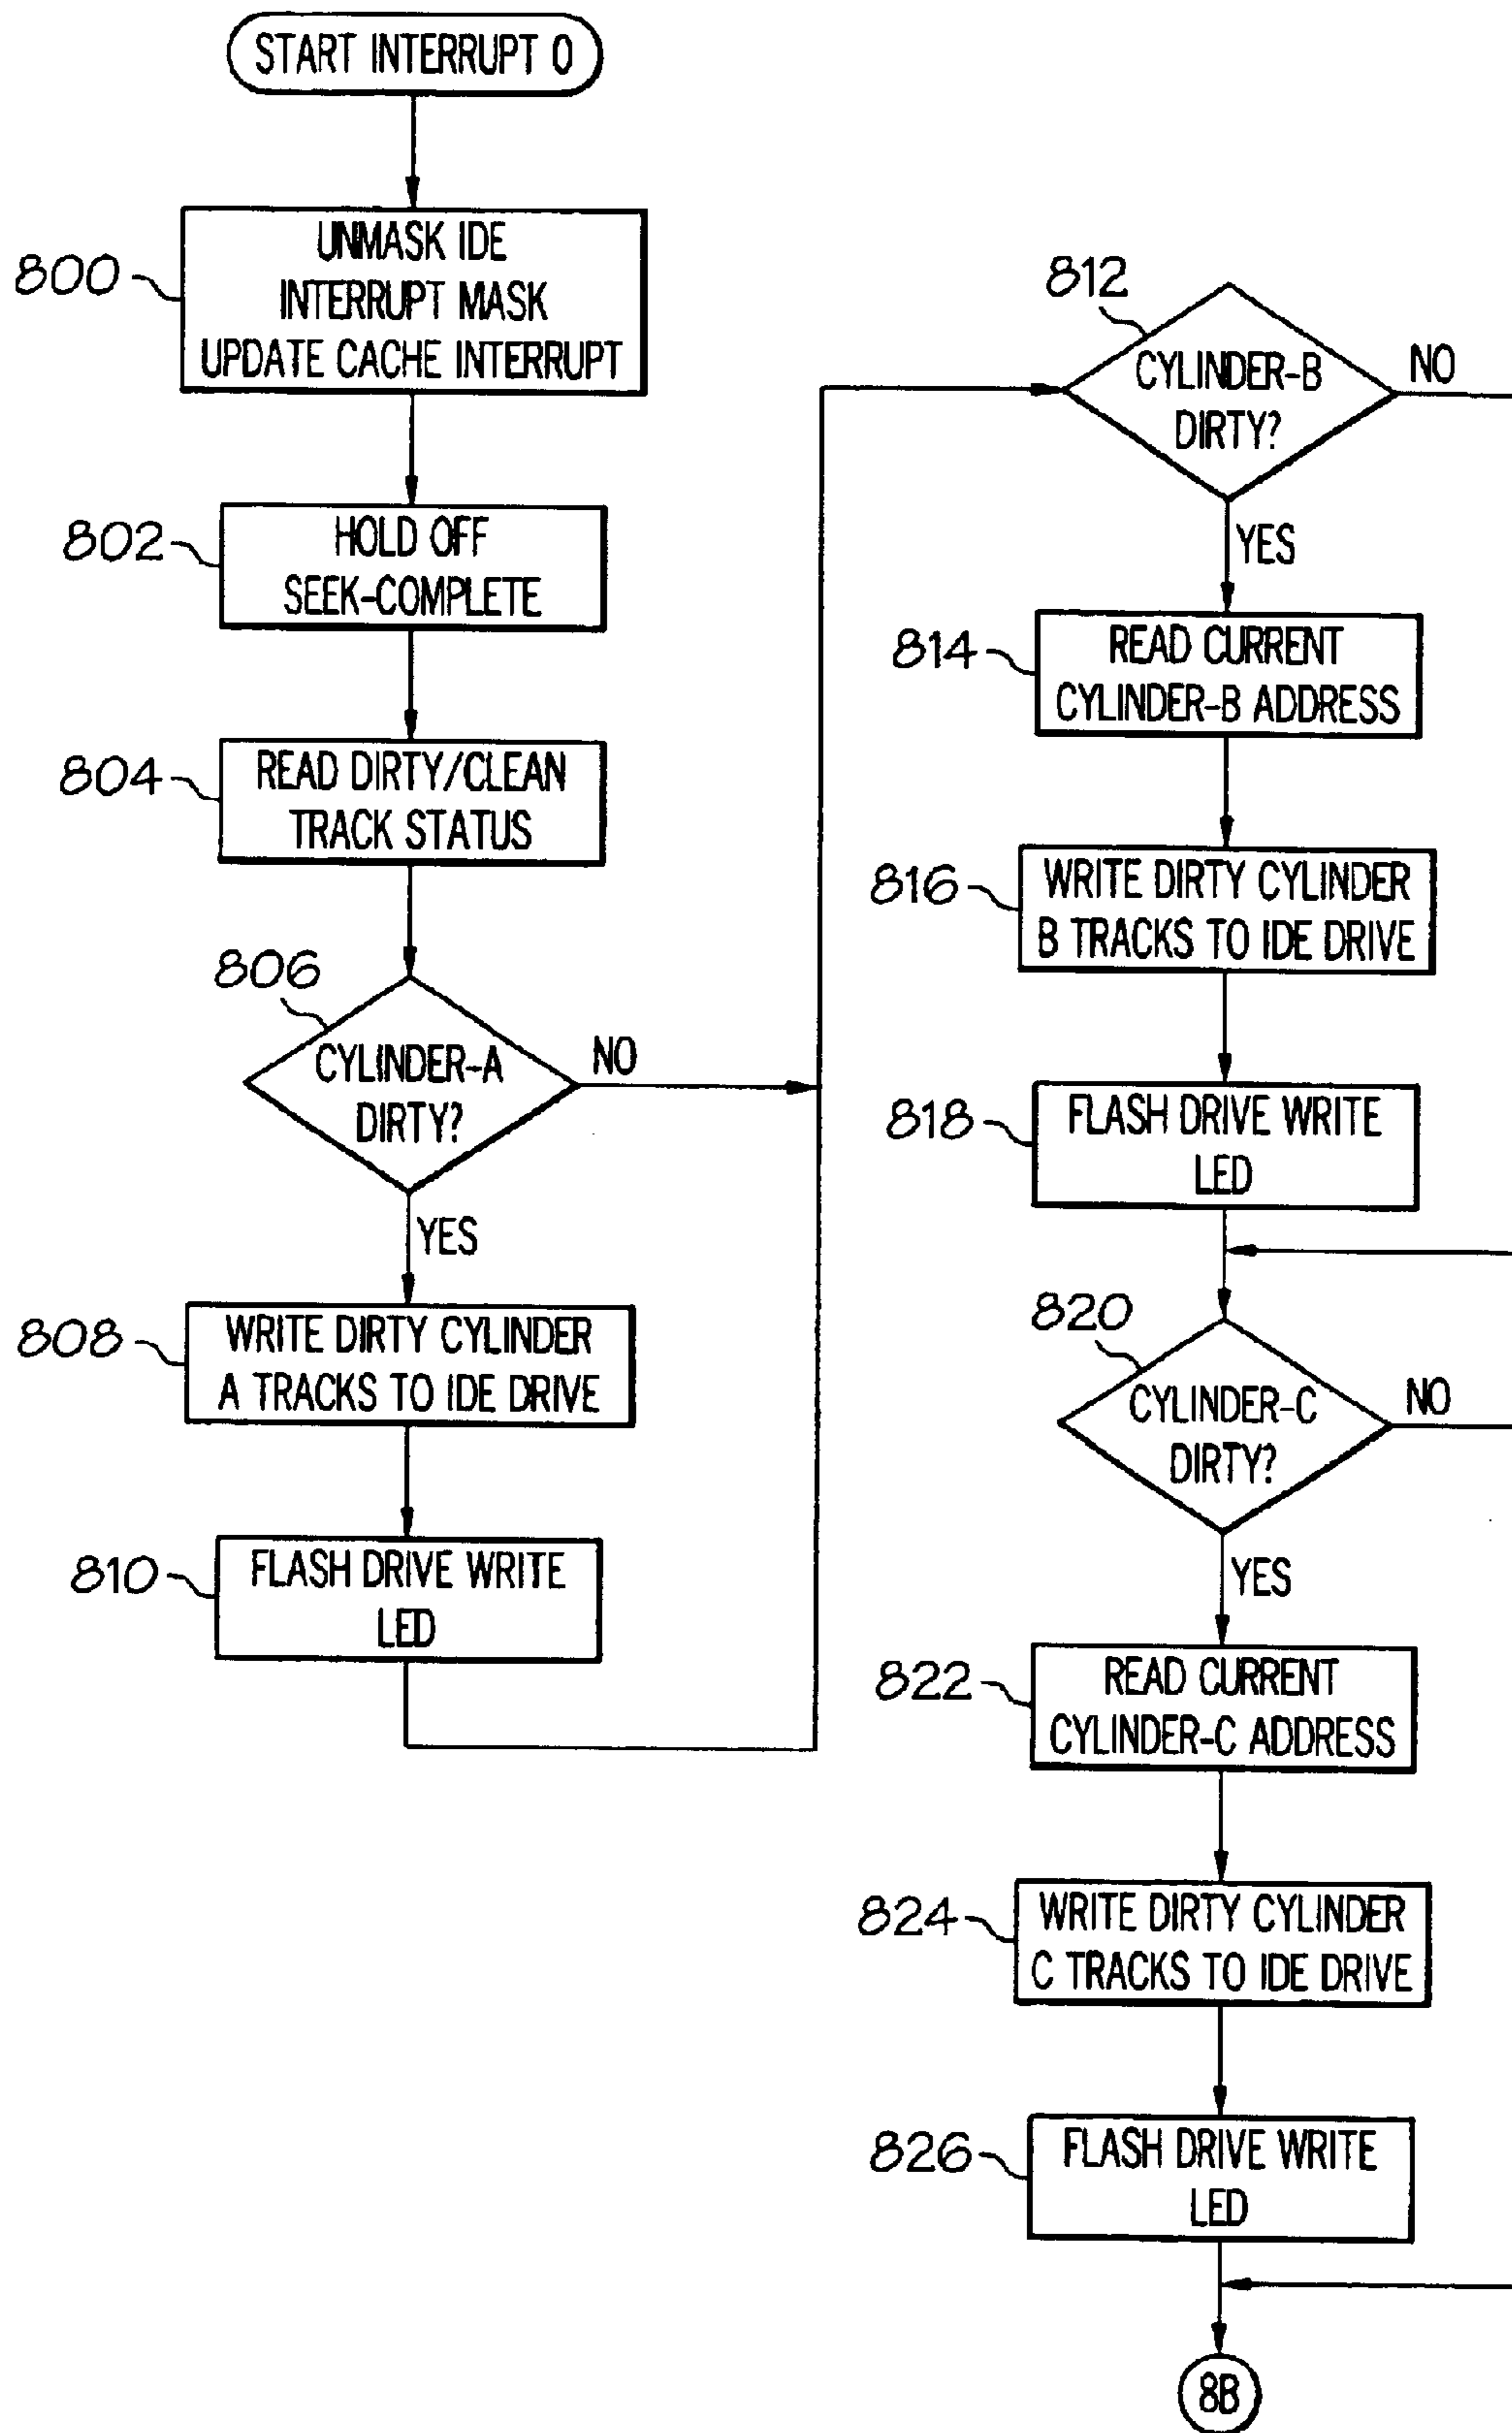 START INTERRUPT 0
800
UNMASK IDE
INTERRUPT MASK
UPDATE CACHE INTERRUPT
802
HOLD OFF
SEEK-COMPLETE
804
READ DIRTY/CLEAN
TRACK STATUS
806
CYLINDER-A
DIRTY?
NO
YES
808
WRITE DIRTY CYLINDER
A TRACKS TO IDE DRIVE
810
FLASH DRIVE WRITE
LED
812
CYLINDER-B
DIRTY?
NO
YES
814
READ CURRENT
CYLINDER-B ADDRESS
816
WRITE DIRTY CYLINDER
B TRACKS TO IDE DRIVE
818
FLASH DRIVE WRITE
LED
820
CYLINDER-C
DIRTY?
NO
YES
822
READ CURRENT
CYLINDER-C ADDRESS
824
WRITE DIRTY CYLINDER
C TRACKS TO IDE DRIVE
826
FLASH DRIVE WRITE
LED
8B